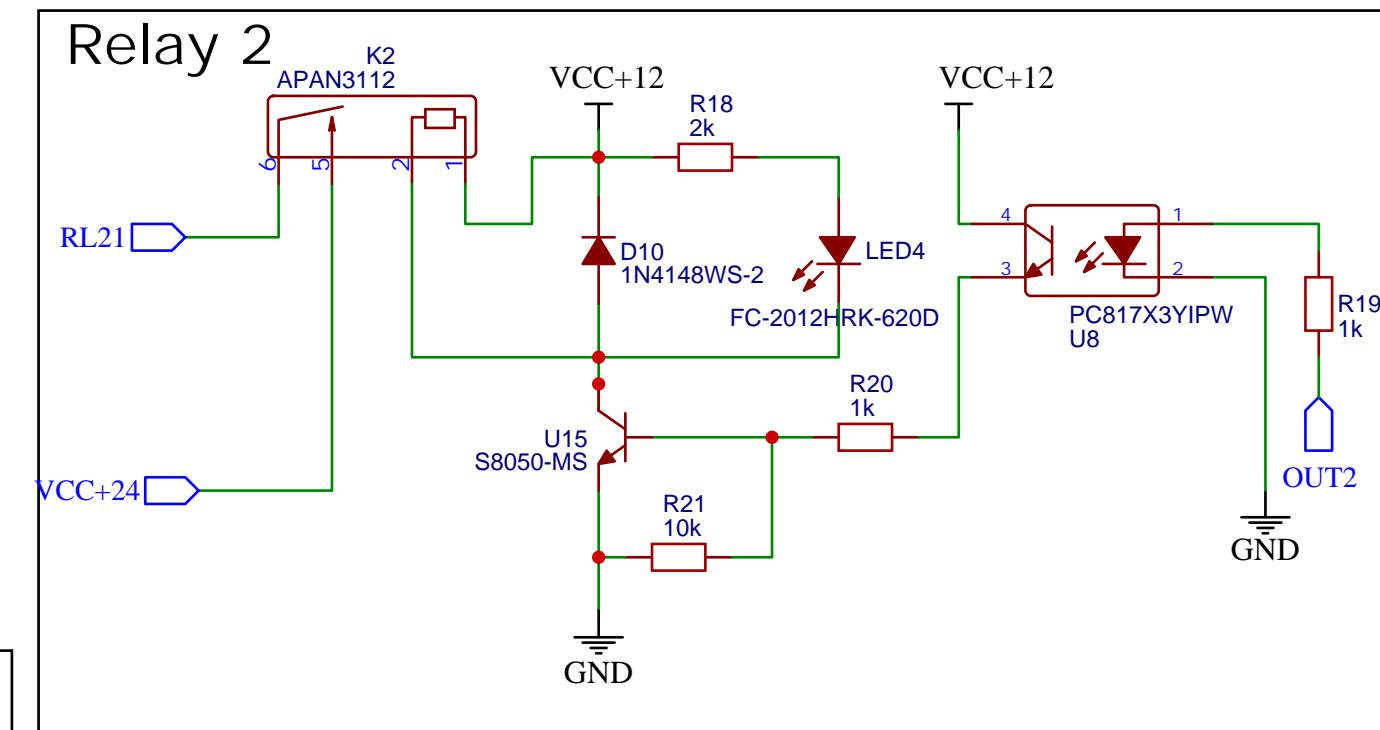 Relay 2
K2
APAN3112
6
5
2
1
RL21
VCC+24
VCC+12
R18
2k
D10
1N4148WS-2
LED4
FC-2012HRK-620D
U15
S8050-MS
R20
1k
R21
10k
GND
VCC+12
4
3
1
2
PC817X3YIPW
U8
R19
1k
OUT2
GND